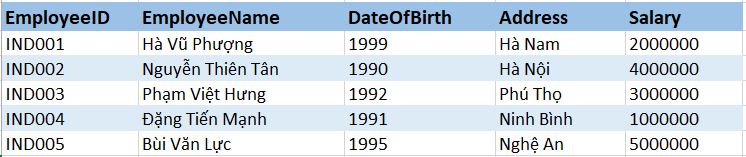 EmployeeID EmployeeName DateOfBirth Address Salary
IND001 Hà Vũ Phượng 1999 Hà Nam 2000000
IND002 Nguyễn Thiên Tân 1990 Hà Nội 4000000
IND003 Phạm Việt Hưng 1992 Phú Thọ 3000000
IND004 Đặng Tiến Mạnh 1991 Ninh Bình 1000000
IND005 Bùi Văn Lực 1995 Nghệ An 5000000